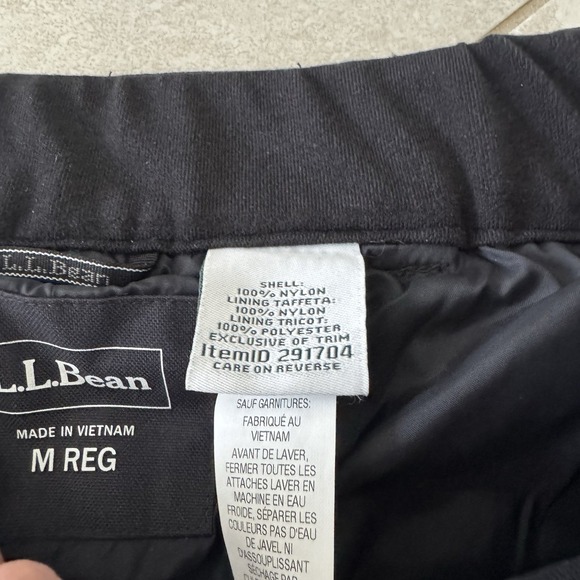 L.L.Bean
L.L.Bean
MADE IN VIETNAM
M REG
SHELL:
100% NYLON
LINING TAFFETA:
100% NYLON
LINING TRICOT:
100% POLYESTER
EXCLUSIVE OF TRIM
ItemID 291704
CARE ON REVERSE
SAUF GARNITURES:
FABRIQUÉ AU
VIETNAM
AVANT DE LAVER,
FERMER TOUTES LES
ATTACHES LAVER EN
MACHINE EN EAU
FROIDE, SÉPARER LES
COULEURS PAS D'EAU
DE JAVEL NI
D'ASSOUPLISSANT
SÉCHAGE PAR